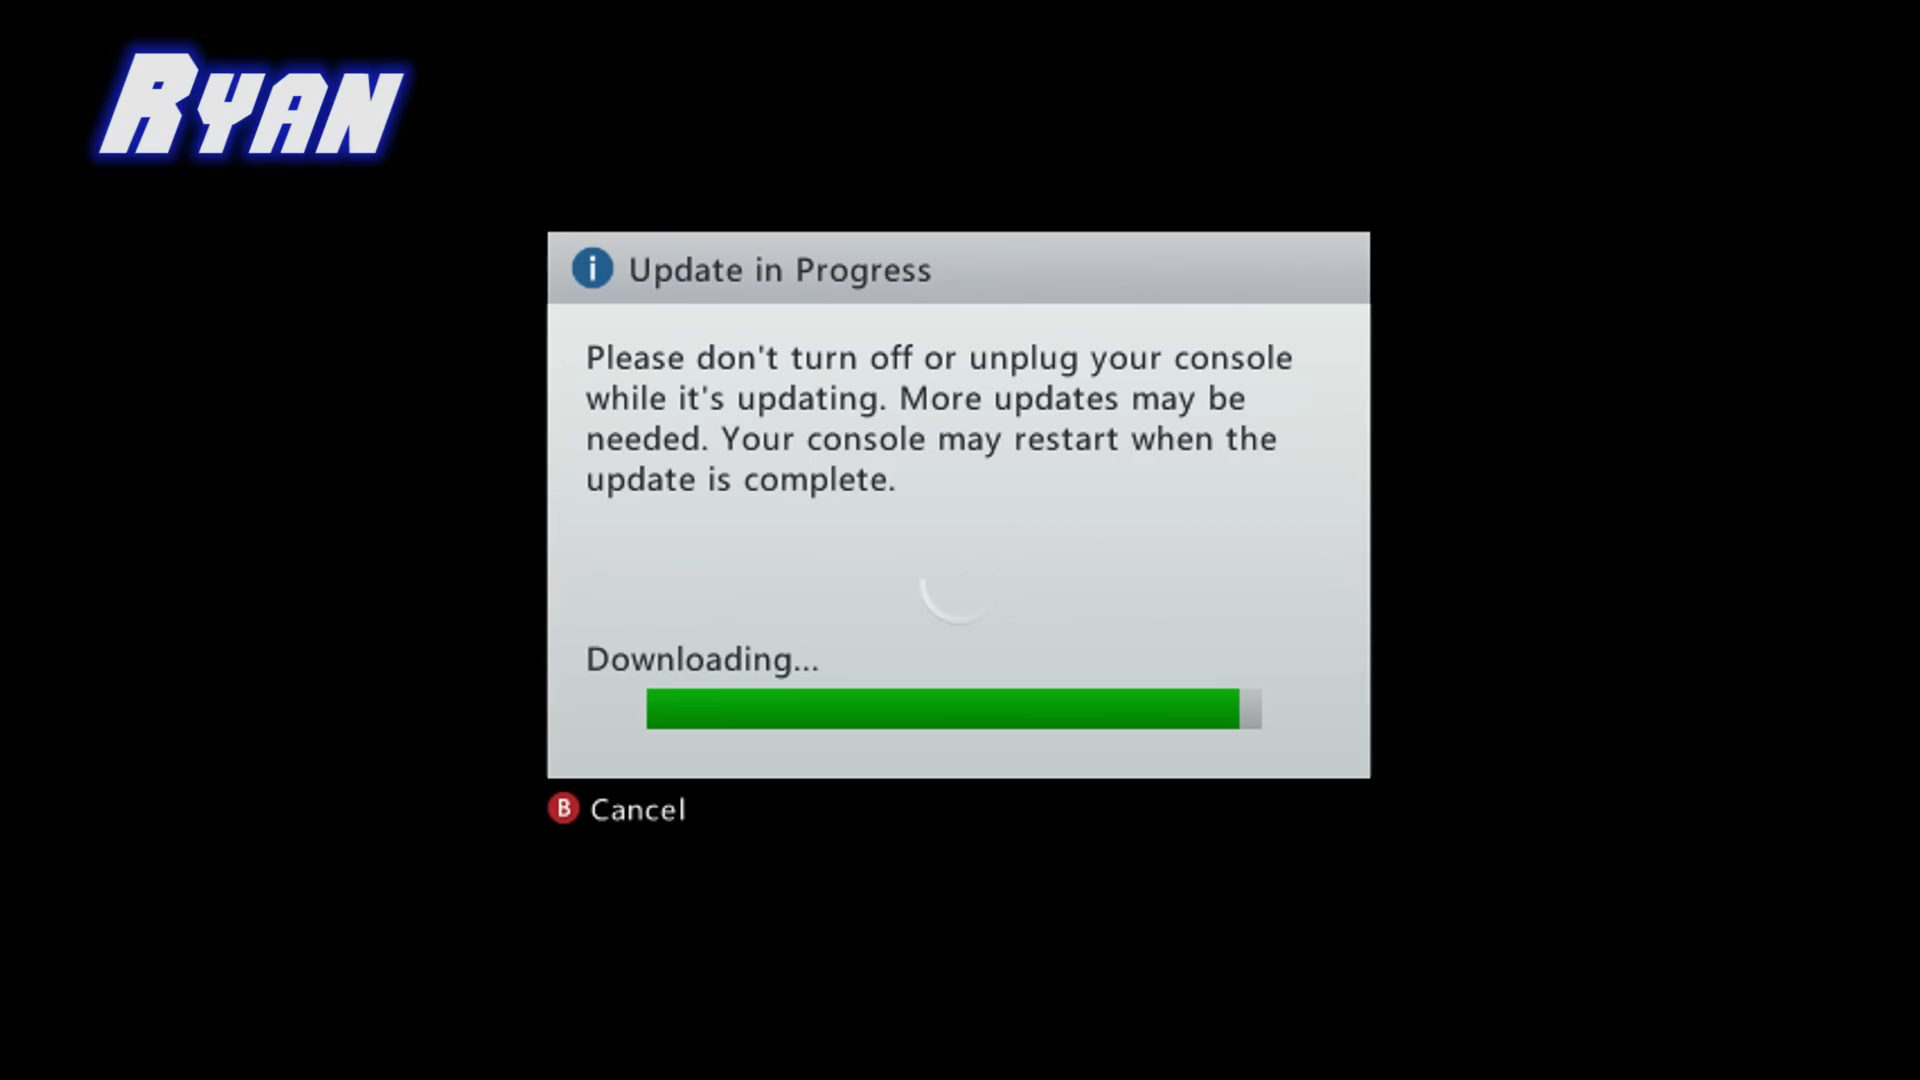 Ryan
i Update in Progress
Please don't turn off or unplug your console
while it's updating. More updates may be
needed. Your console may restart when the
update is complete.
Downloading...
B Cancel